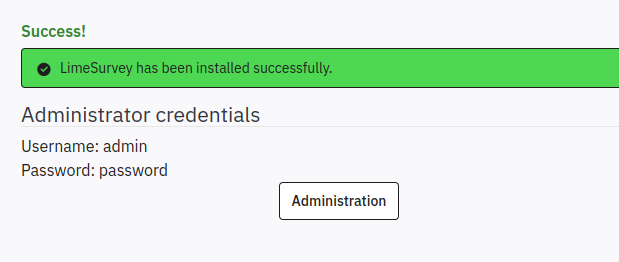 Success!
LimeSurvey has been installed successfully.
Administrator credentials
Username: admin
Password: password
Administration